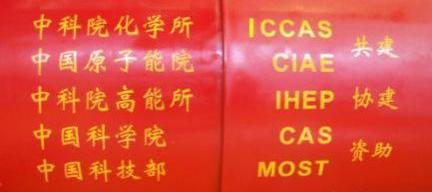 中科院化学所 ICCAS
中国原子能院 CIAE
共建
中科院高能所 IHEP 协建
中国科学院 CAS
中国科技部 MOST
资助